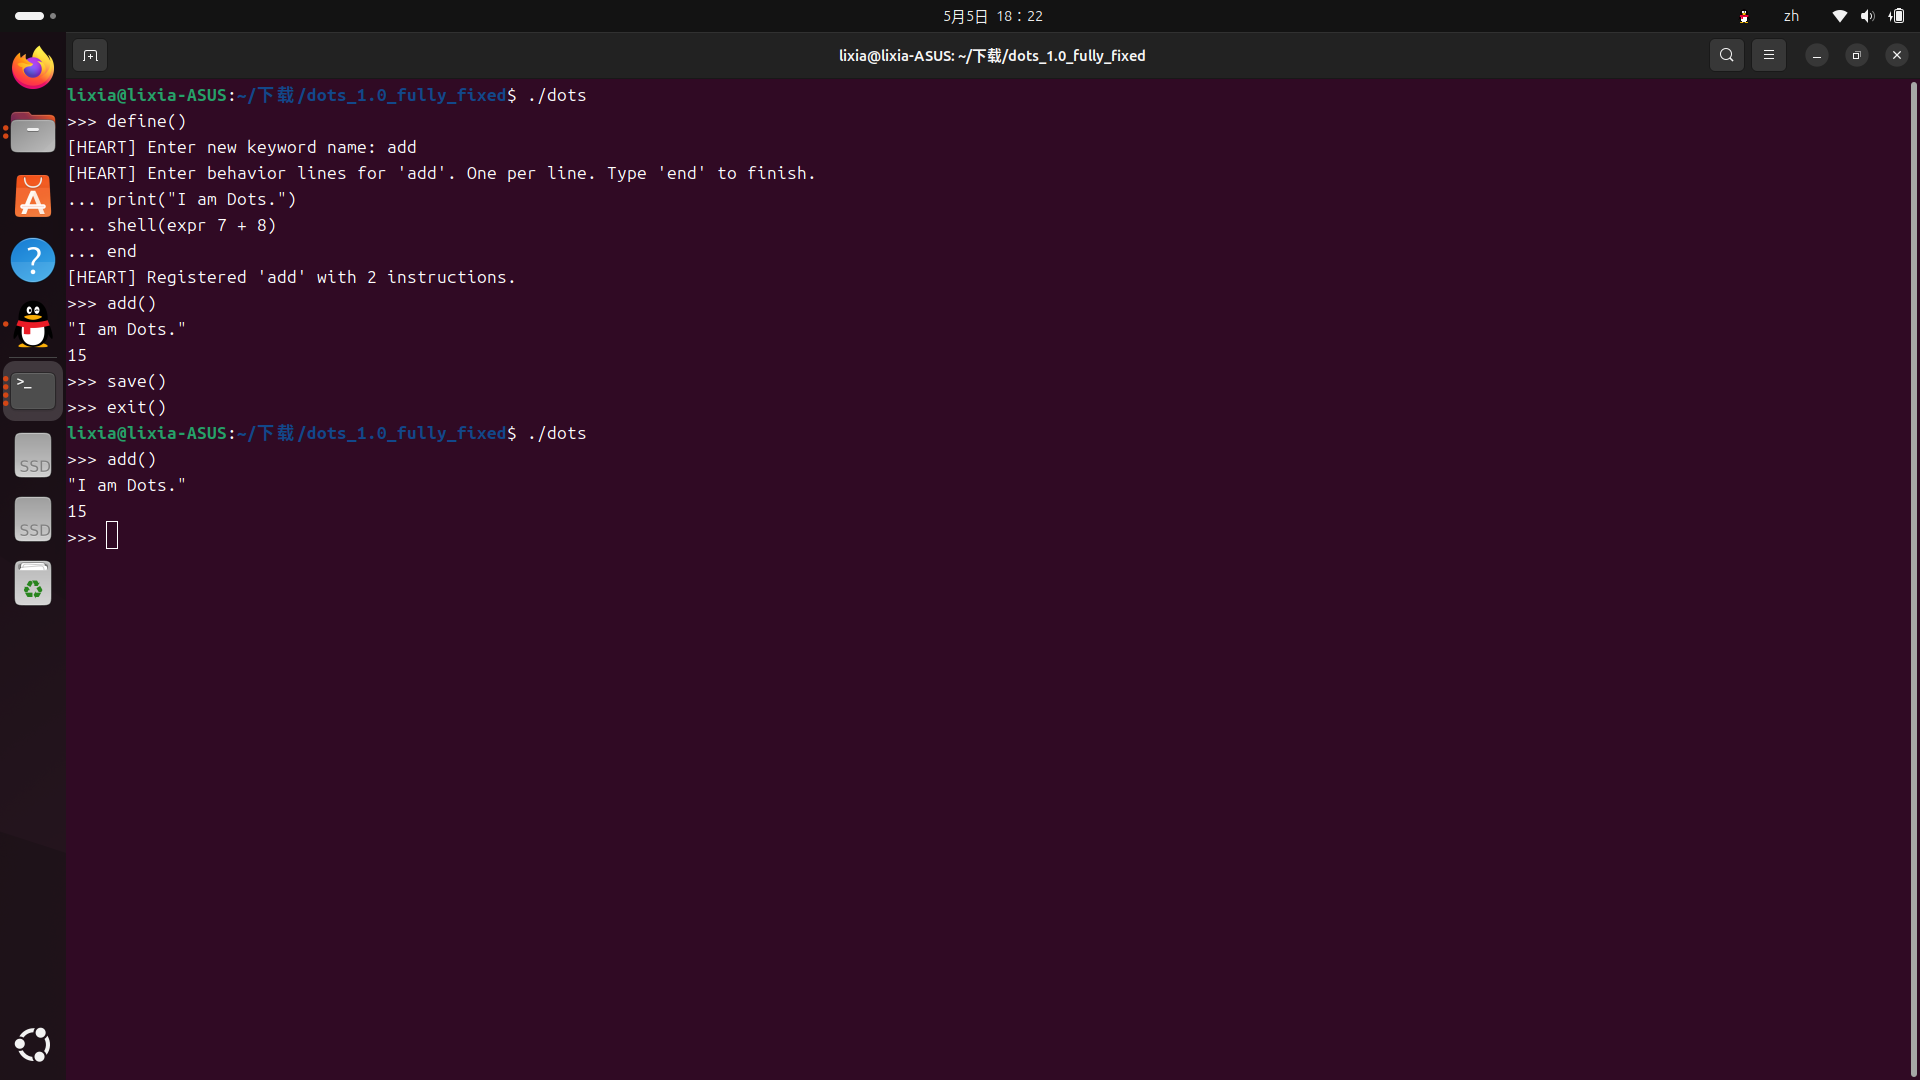 5月5日 18：22
zh
lixia@lixia-ASUS: ~/下载/dots_1.0_fully_fixed
lixia@lixia-ASUS:~/下载/dots_1.0_fully_fixed$ ./dots
>>> define()
[HEART] Enter new keyword name: add
[HEART] Enter behavior lines for 'add'. One per line. Type 'end' to finish.
... print("I am Dots.")
... shell(expr 7 + 8)
... end
[HEART] Registered 'add' with 2 instructions.
>>> add()
"I am Dots."
15
>>> save()
>>> exit()
lixia@lixia-ASUS:~/下载/dots_1.0_fully_fixed$ ./dots
>>> add()
"I am Dots."
15
>>>
>_
SSD
SSD